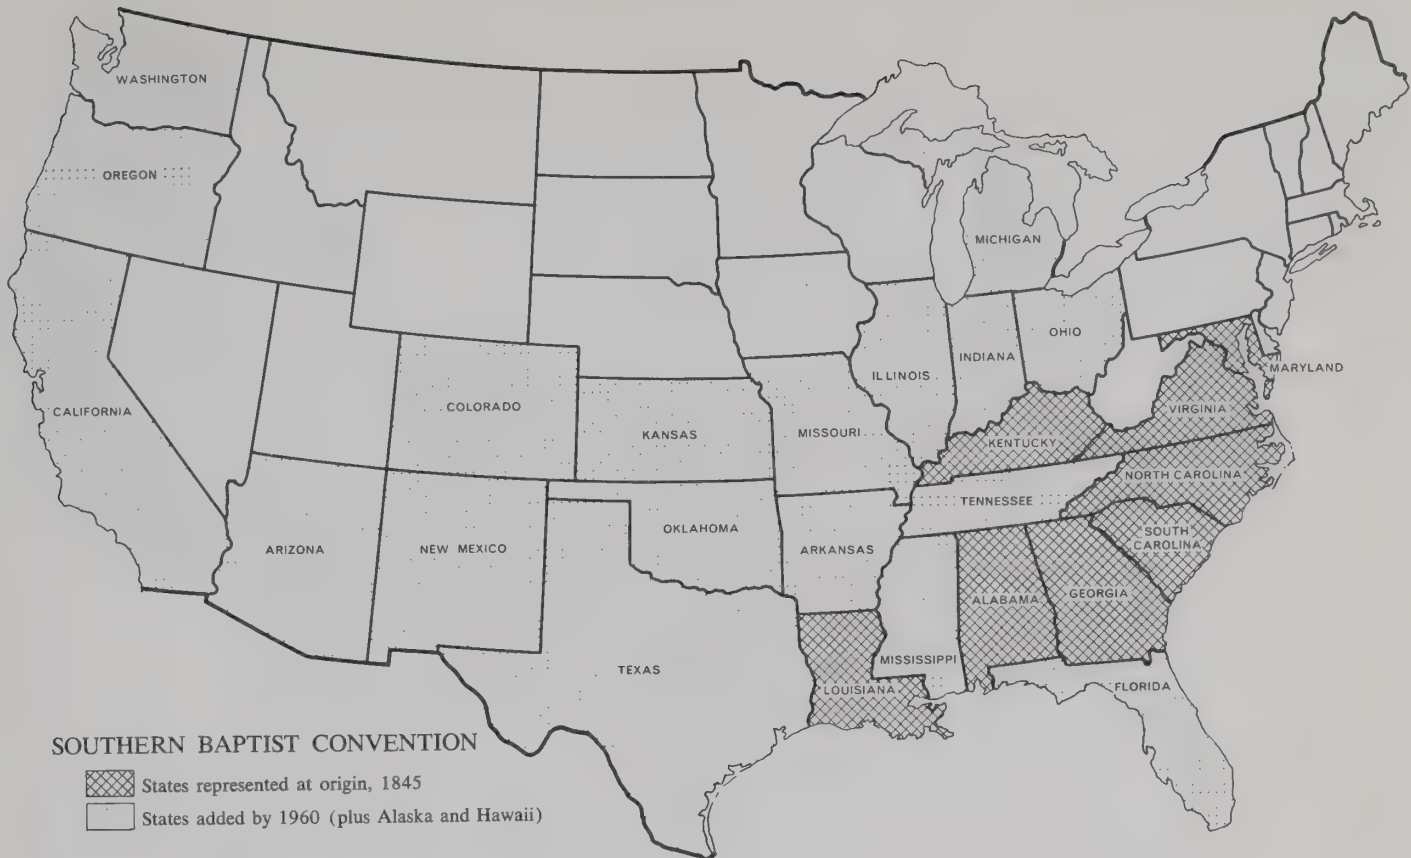 WASHINGTON
OREGON
MICHIGAN
OHIO
INDIANA
ILLINOIS
MARYLAND
CALIFORNIA
COLORADO
KANSAS
MISSOURI
KENTUCKY
VIRGINIA
NORTH CAROLINA
TENNESSEE
OKLAHOMA
ARKANSAS
SOUTH
CAROLINA
ARIZONA
NEW MEXICO
ALABAMA
GEORGIA
MISSISSIPPI
TEXAS
LOUISIANA
FLORIDA
SOUTHERN BAPTIST CONVENTION
States represented at origin, 1845
States added by 1960 (plus Alaska and Hawaii)